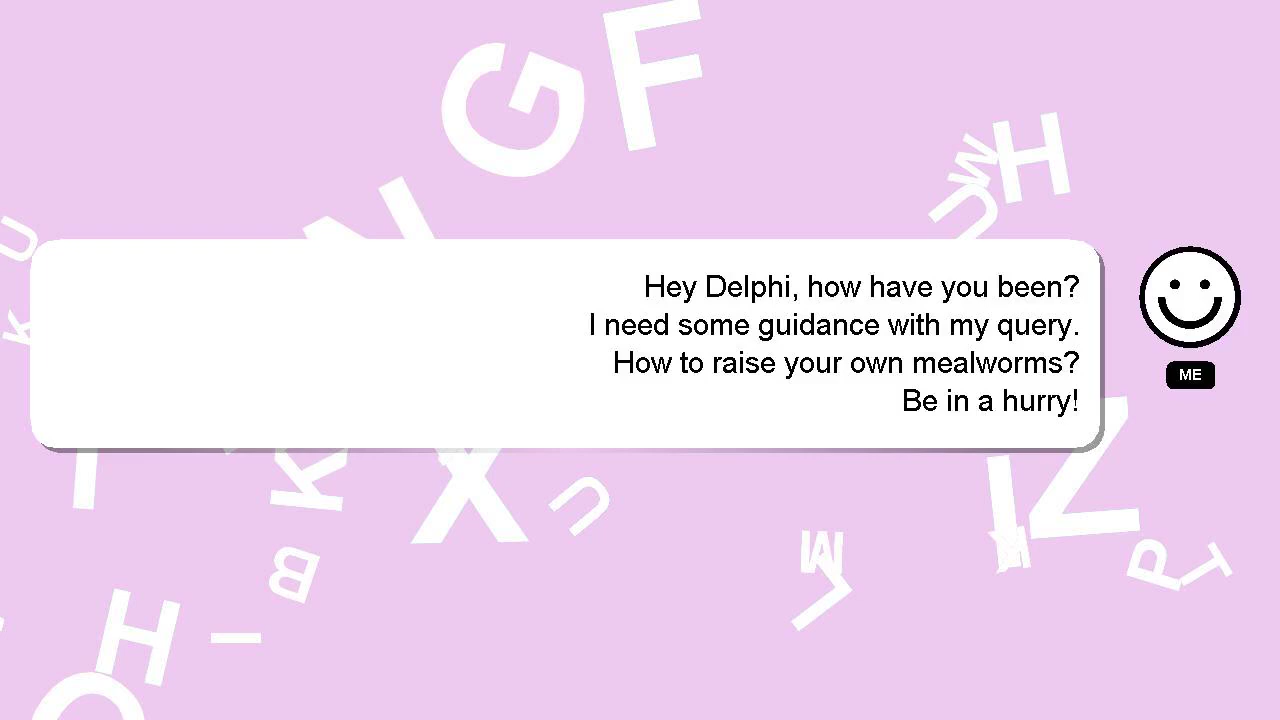 Hey Delphi, how have you been?
I need some guidance with my query.
How to raise your own mealworms?
Be in a hurry!
ME